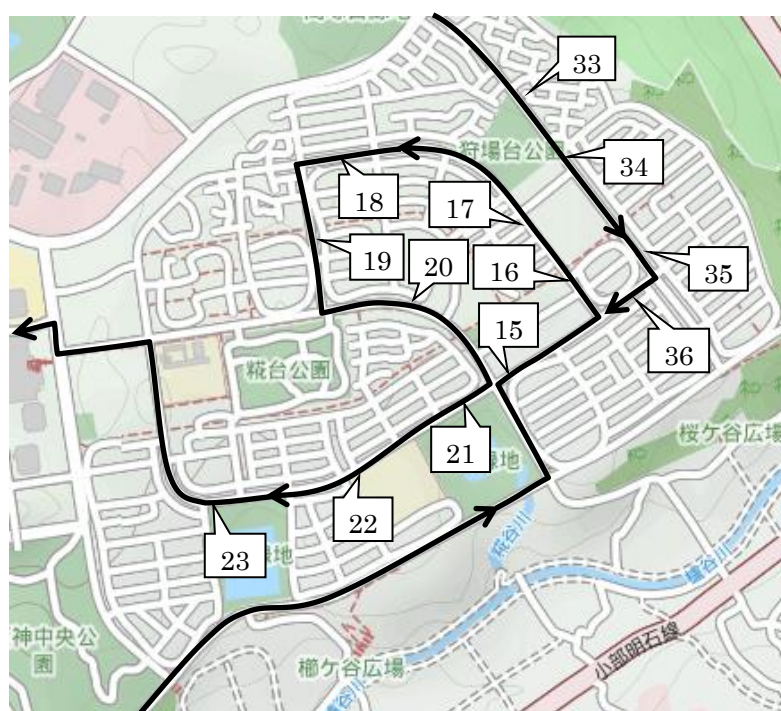 33
狩場台公園
34
18
17
19
20
16
35
15
36
糀台公園
桜ケ谷広場
21
緑地
22
23
緑地
糀谷川
櫨谷川
神中央公
園
櫛ケ谷広場
小部明石線